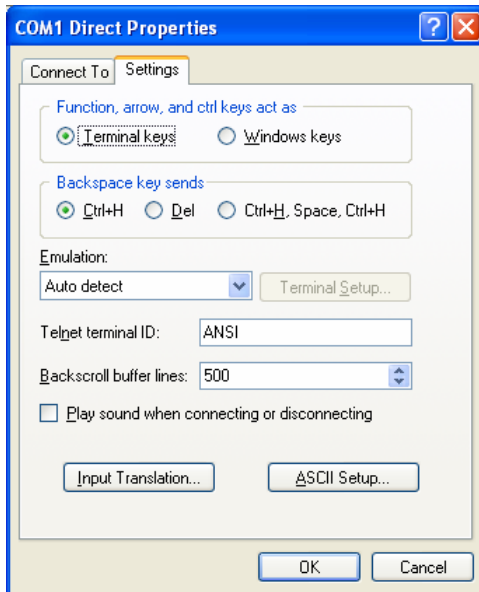 COM1 Direct Properties
Connect To Settings
Function, arrow, and ctrl keys act as
Terminal keys Windows keys
Backspace key sends
Ctrl+H Del Ctrl+H, Space, Ctrl+H
Emulation:
Auto detect Terminal Setup...
Telnet terminal ID: ANSI
Backscroll buffer lines: 500
Play sound when connecting or disconnecting
Input Translation... ASCII Setup...
OK Cancel